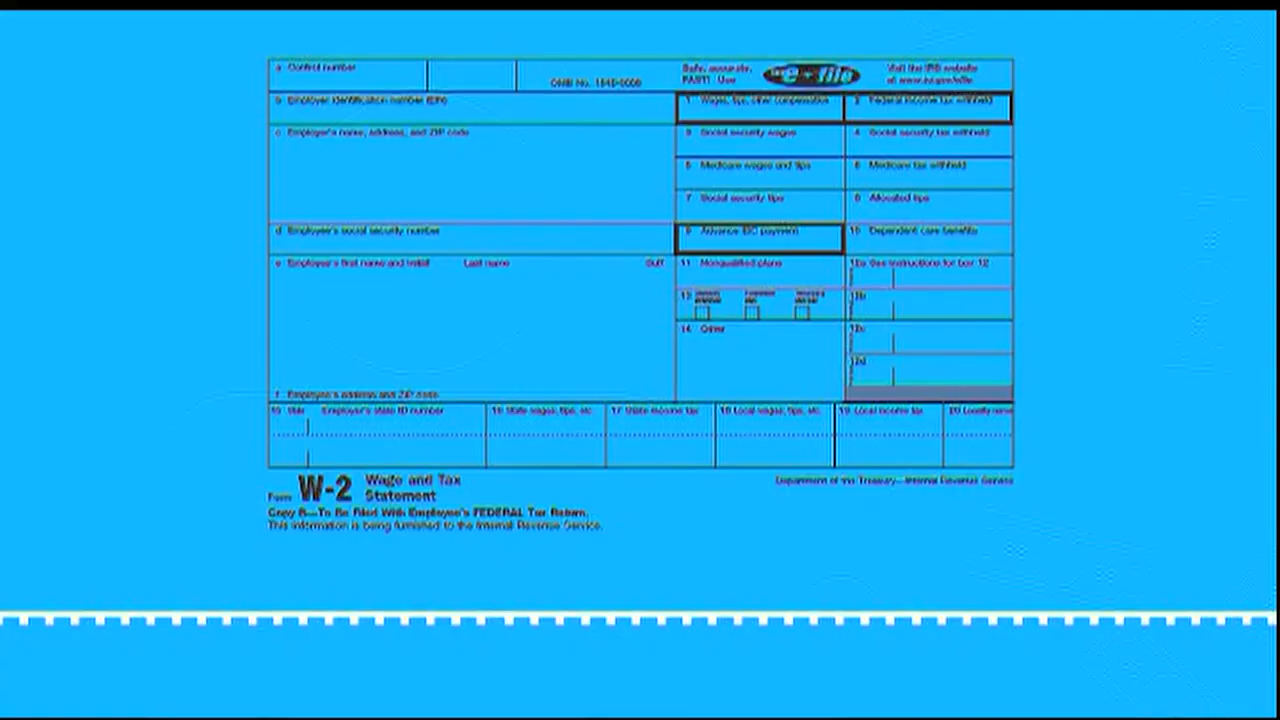 a Control number
OMB No. 1545-0008
Safe, accurate,
FAST! Use
e-file
Visit the IRS website
at www.irs.gov/efile.
b Employer identification number (EIN)
1 Wages, tips, other compensation
2 Federal income tax withheld
c Employer's name, address, and ZIP code
3 Social security wages
4 Social security tax withheld
5 Medicare wages and tips
6 Medicare tax withheld
7 Social security tips
8 Allocated tips
d Employee's social security number
9 Advance EIC payment
10 Dependent care benefits
e Employee's first name and initial Last name Suff.
11 Nonqualified plans
12a See instructions for box 12
13
12b
14 Other
12c
12d
f Employee's address and ZIP code
15 State Employer's state ID number
16 State wages, tips, etc.
17 State income tax
18 Local wages, tips, etc.
19 Local income tax
20 Locality name
Form W-2 Wage and Tax
Statement
Department of the Treasury—Internal Revenue Service
Copy B—To Be Filed With Employee's FEDERAL Tax Return.
This information is being furnished to the Internal Revenue Service.